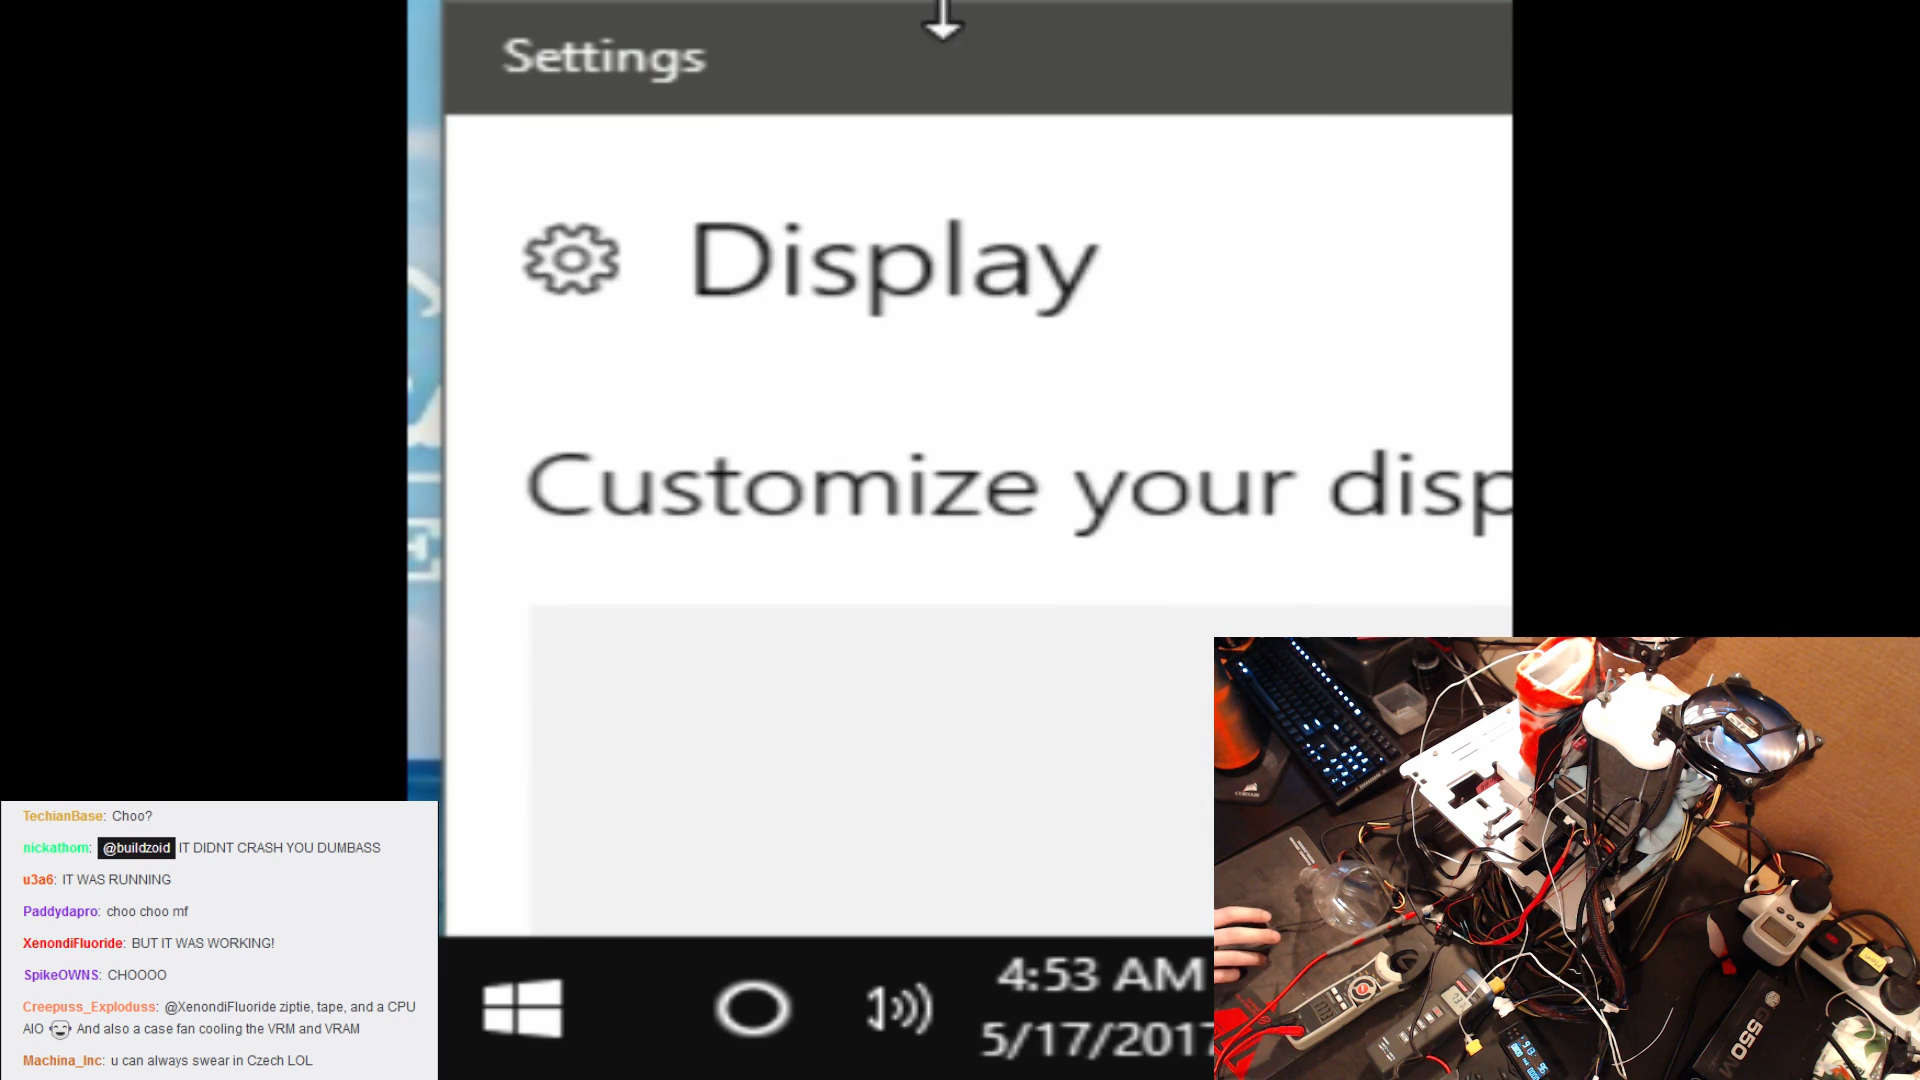 Settings
Display
Customize your disp
4:53 AM
5/17/2017
TechianBase: Choo?
nickathom: @buildzoid IT DIDNT CRASH YOU DUMBASS
u3a6: IT WAS RUNNING
Paddydapro: choo choo mf
XenondiFluoride: BUT IT WAS WORKING!
SpikeOWNS: CHOOOO
Creepuss_Exploduss: @XenondiFluoride ziptie, tape, and a CPU
AIO And also a case fan cooling the VRM and VRAM
Machina_Inc: u can always swear in Czech LOL
550M